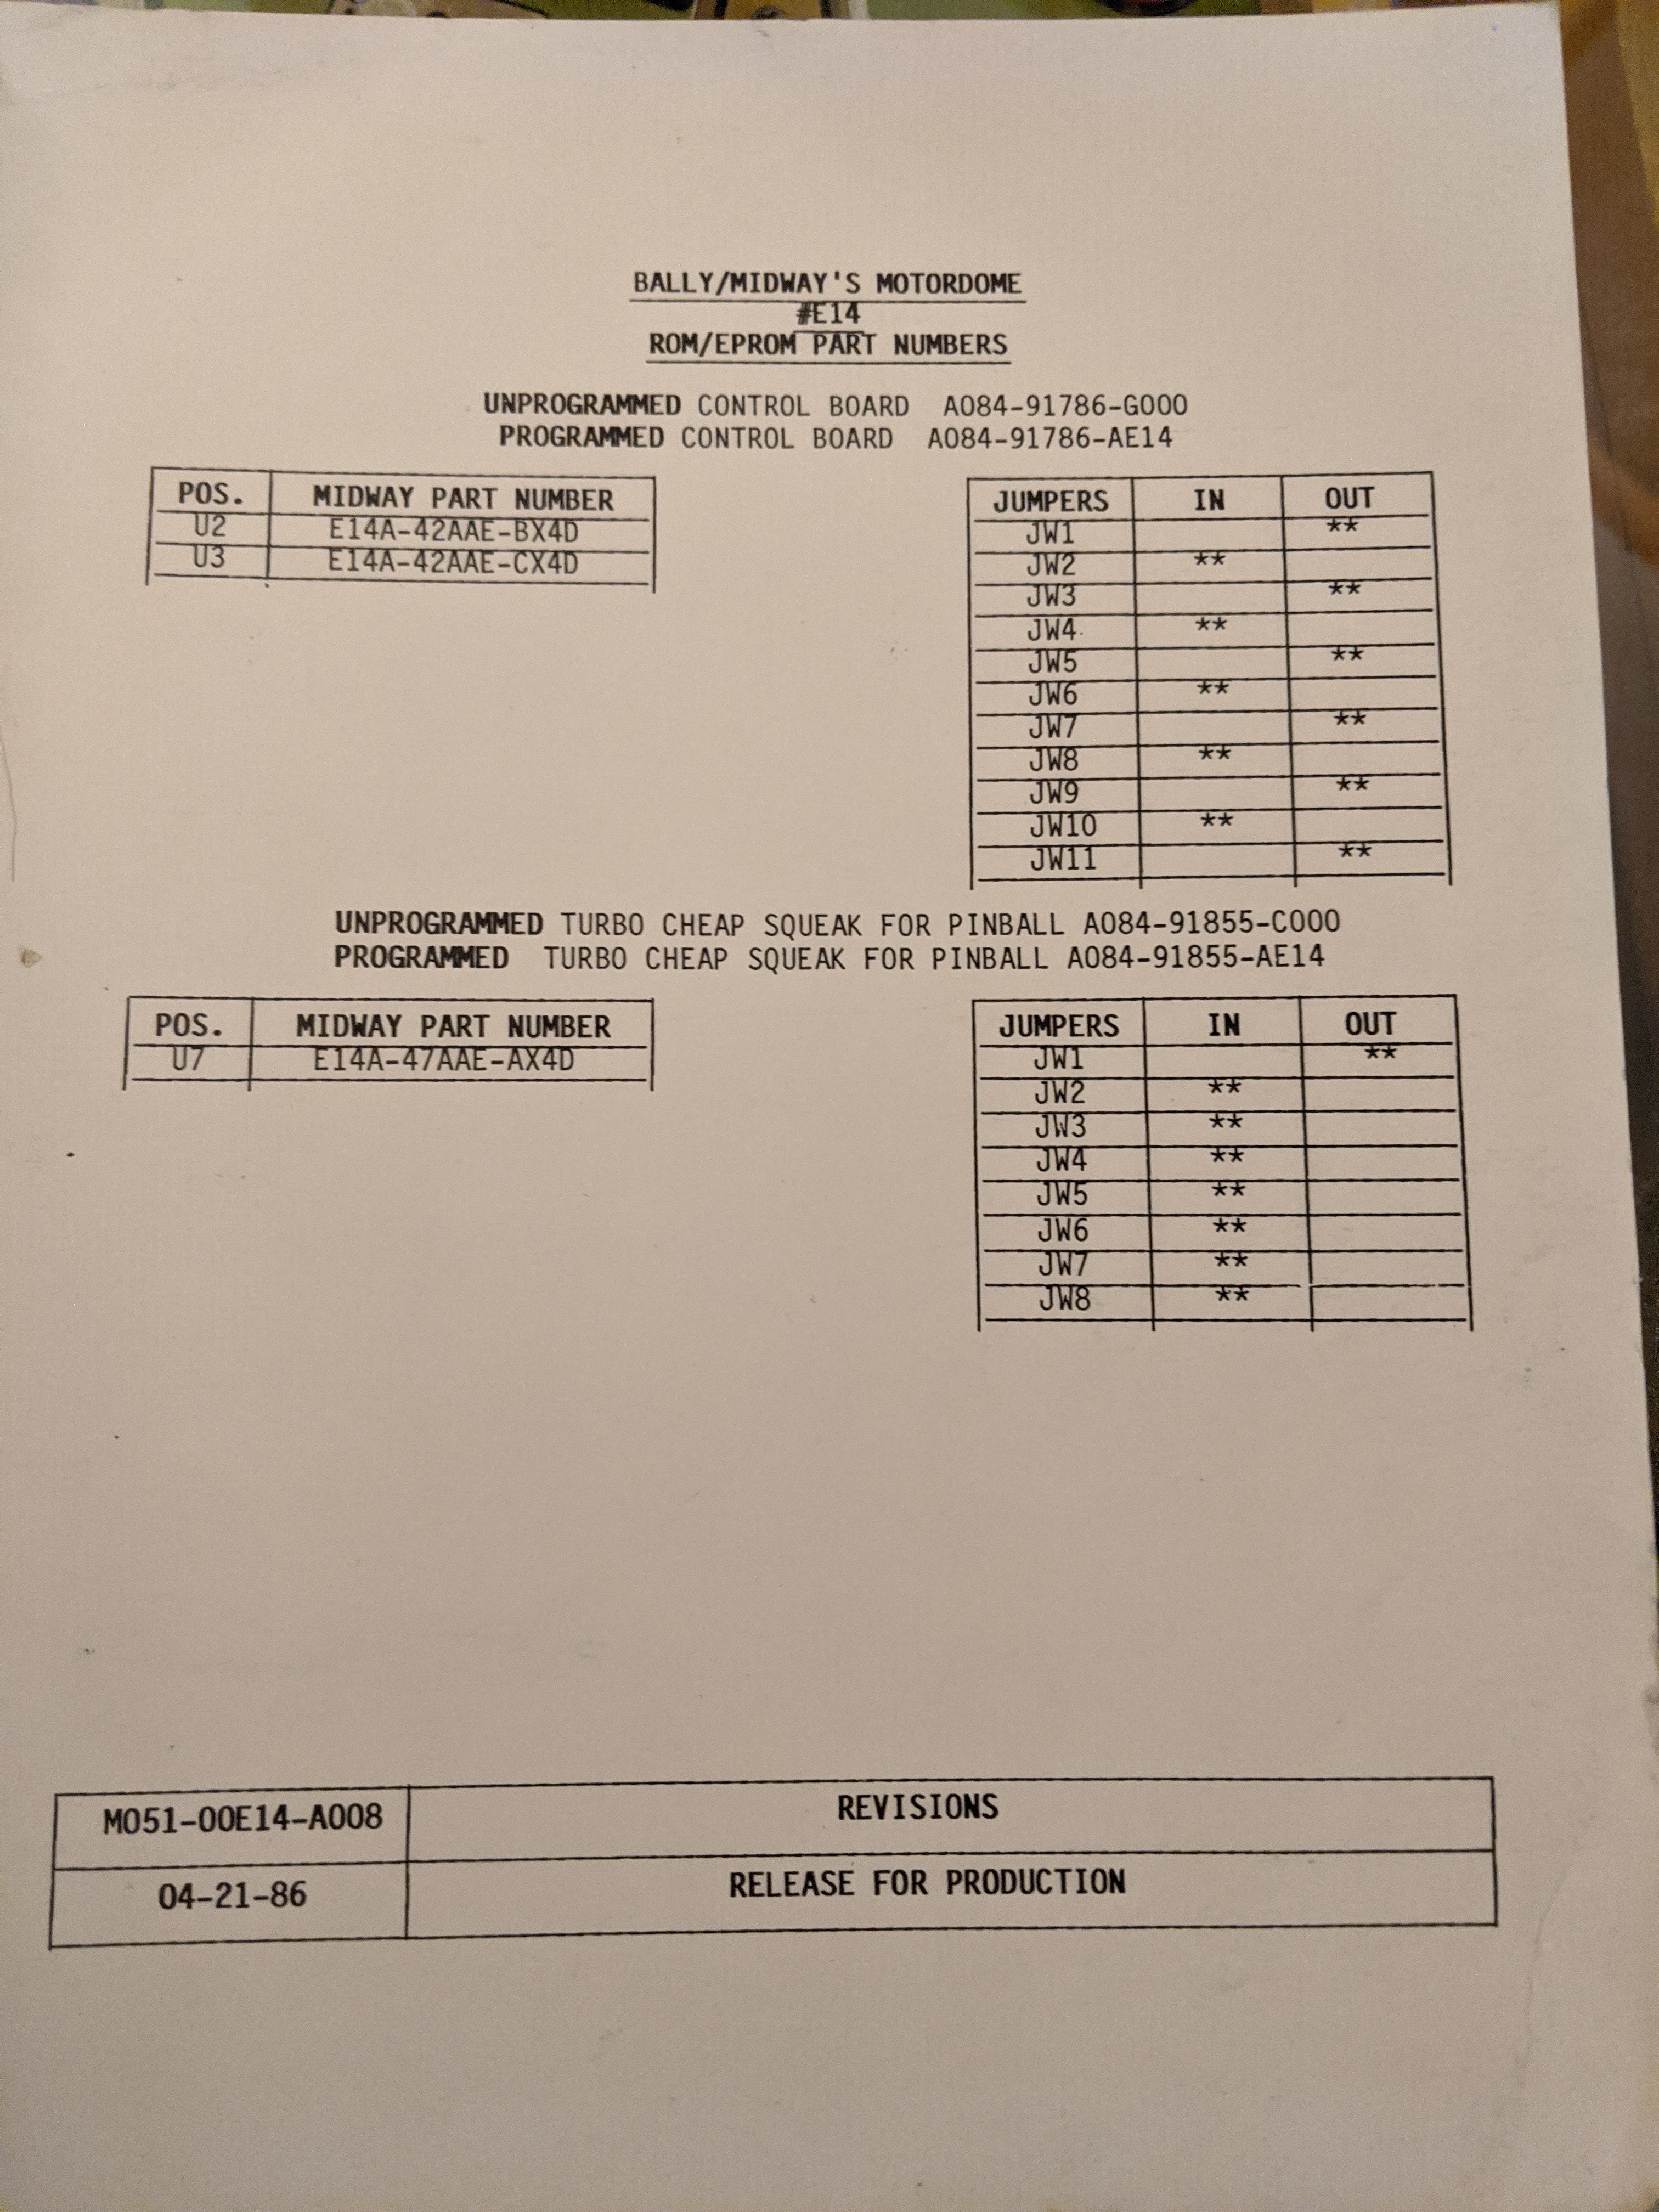 BALLY/MIDWAY'S MOTORDOME
#E14
ROM/EPROM PART NUMBERS
UNPROGRAMMED CONTROL BOARD A084-91786-G000
PROGRAMMED CONTROL BOARD A084-91786-AE14
POS. MIDWAY PART NUMBER
U2 E14A-42AAE-BX4D
U3 E14A-42AAE-CX4D
JUMPERS IN OUT
JW1 **
JW2 **
JW3 **
JW4 **
JW5 **
JW6 **
JW7 **
JW8 **
JW9 **
JW10 **
JW11 **
UNPROGRAMMED TURBO CHEAP SQUEAK FOR PINBALL A084-91855-C000
PROGRAMMED TURBO CHEAP SQUEAK FOR PINBALL A084-91855-AE14
POS. MIDWAY PART NUMBER
U7 E14A-47AAE-AX4D
JUMPERS IN OUT
JW1 **
JW2 **
JW3 **
JW4 **
JW5 **
JW6 **
JW7 **
JW8 **
M051-00E14-A008 REVISIONS
04-21-86 RELEASE FOR PRODUCTION